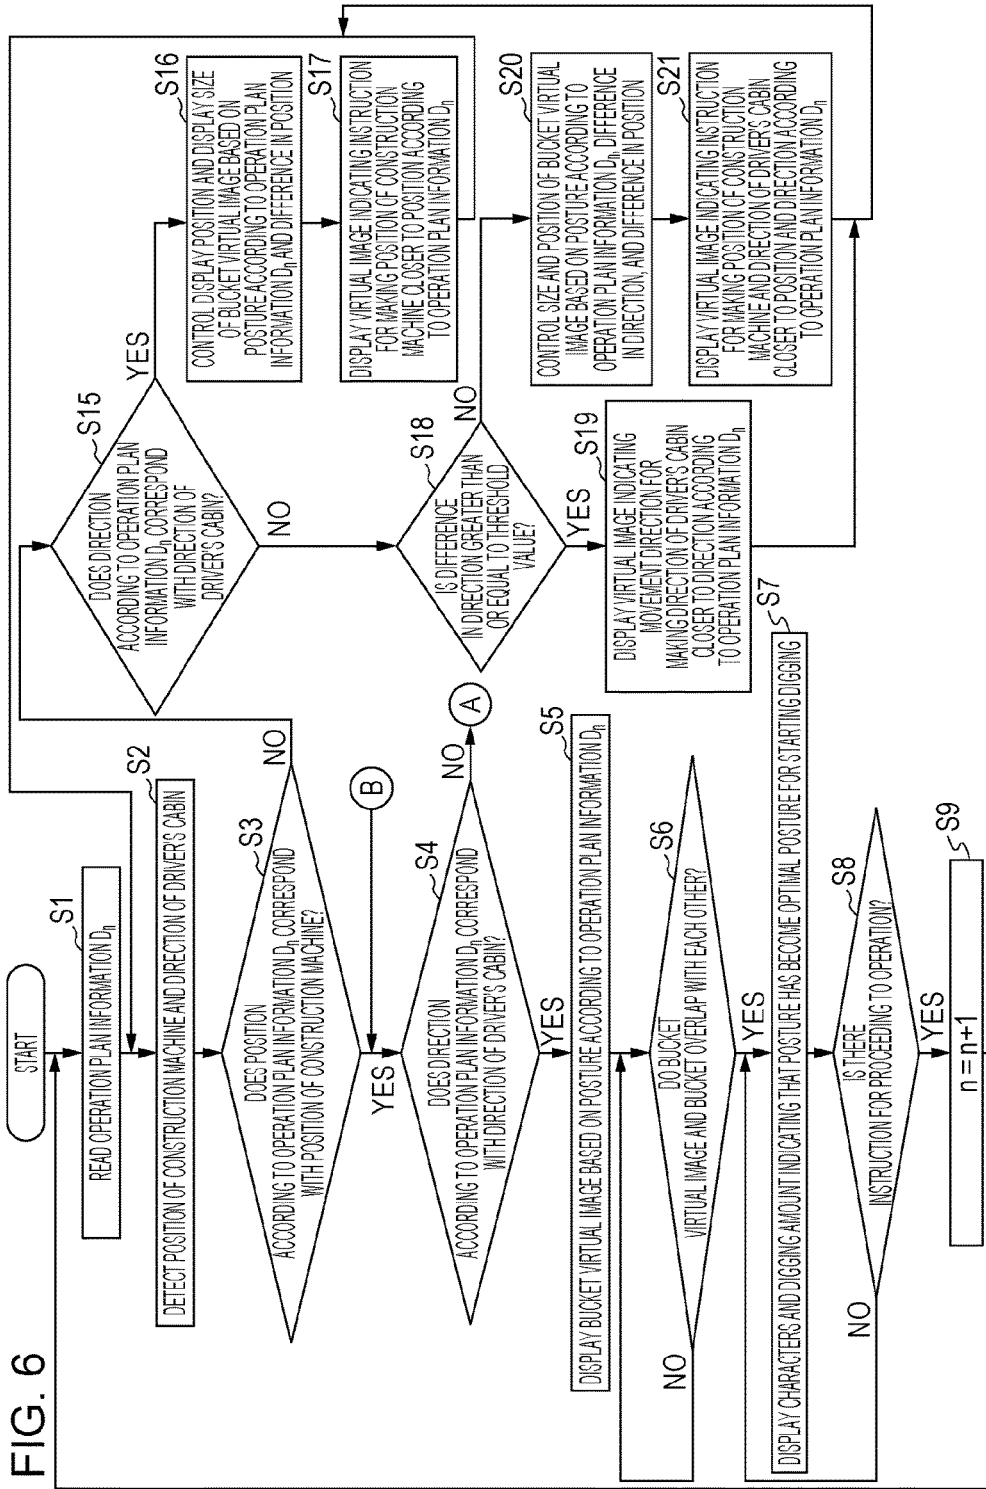 FIG. 6
START
S1
READ OPERATION PLAN INFORMATION Dn
S2
DETECT POSITION OF CONSTRUCTION MACHINE AND DIRECTION OF DRIVER'S CABIN
S3
DOES POSITION
ACCORDING TO OPERATION PLAN INFORMATION Dn CORRESPOND
WITH POSITION OF CONSTRUCTION MACHINE?
NO
YES
B
S4
DOES DIRECTION
ACCORDING TO OPERATION PLAN INFORMATION Dn CORRESPOND
WITH DIRECTION OF DRIVER'S CABIN?
NO
A
YES
S5
DISPLAY BUCKET VIRTUAL IMAGE BASED ON POSTURE ACCORDING TO OPERATION PLAN INFORMATION Dn
S6
DO BUCKET
VIRTUAL IMAGE AND BUCKET OVERLAP WITH EACH OTHER?
NO
YES
S7
DISPLAY CHARACTERS AND DIGGING AMOUNT INDICATING THAT POSTURE HAS BECOME OPTIMAL POSTURE FOR STARTING DIGGING
S8
IS THERE
INSTRUCTION FOR PROCEEDING TO OPERATION?
NO
YES
S9
n = n+1
S15
DOES DIRECTION
ACCORDING TO OPERATION PLAN
INFORMATION Dn CORRESPOND
WITH DIRECTION OF
DRIVER'S CABIN?
YES
NO
S16
CONTROL DISPLAY POSITION AND DISPLAY SIZE
OF BUCKET VIRTUAL IMAGE BASED ON
POSTURE ACCORDING TO OPERATION PLAN
INFORMATION Dn AND DIFFERENCE IN POSITION
S17
DISPLAY VIRTUAL IMAGE INDICATING INSTRUCTION
FOR MAKING POSITION OF CONSTRUCTION
MACHINE CLOSER TO POSITION ACCORDING
TO OPERATION PLAN INFORMATION Dn
S18
IS DIFFERENCE
IN DIRECTION GREATER THAN
OR EQUAL TO THRESHOLD
VALUE?
NO
YES
S19
DISPLAY VIRTUAL IMAGE INDICATING
MOVEMENT DIRECTION FOR
MAKING DIRECTION OF DRIVER'S CABIN
CLOSER TO DIRECTION ACCORDING
TO OPERATION PLAN INFORMATION Dn
S20
CONTROL SIZE AND POSITION OF BUCKET VIRTUAL
IMAGE BASED ON POSTURE ACCORDING TO
OPERATION PLAN INFORMATION Dn, DIFFERENCE
IN DIRECTION, AND DIFFERENCE IN POSITION
S21
DISPLAY VIRTUAL IMAGE INDICATING INSTRUCTION
FOR MAKING POSITION OF CONSTRUCTION
MACHINE AND DIRECTION OF DRIVER'S CABIN
CLOSER TO POSITION AND DIRECTION ACCORDING
TO OPERATION PLAN INFORMATION Dn